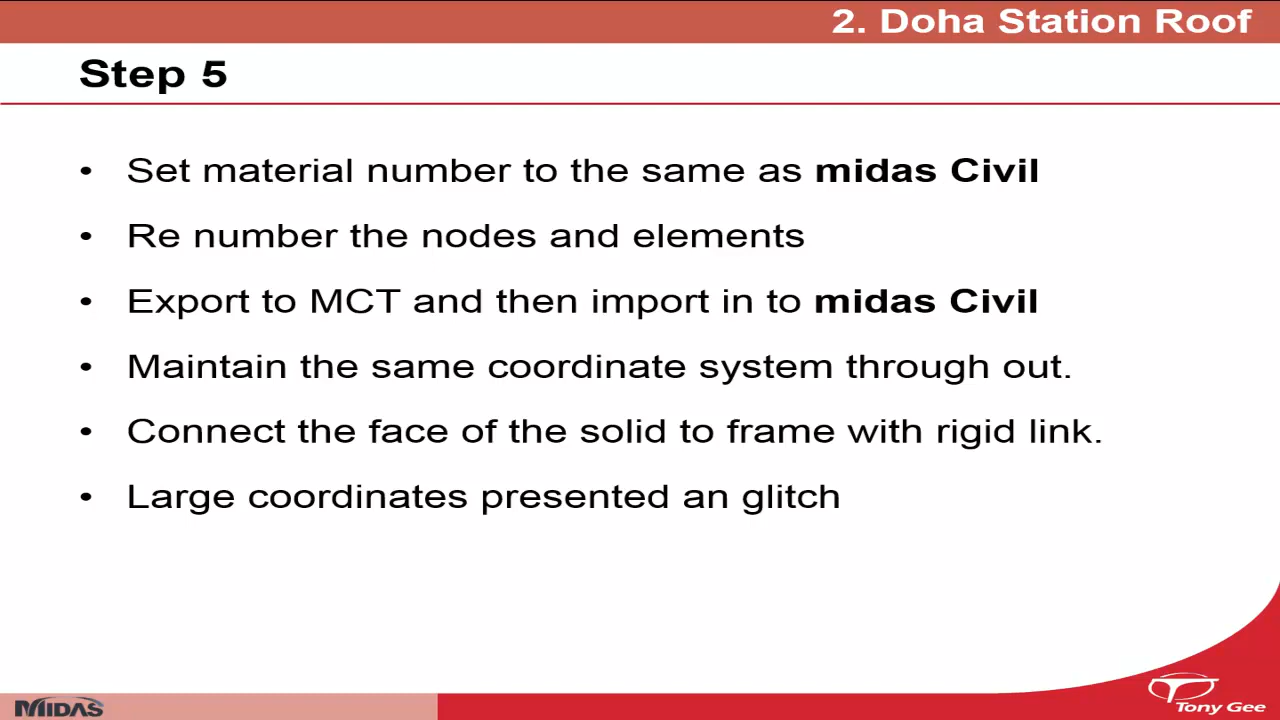 2. Doha Station Roof
Step 5
• Set material number to the same as midas Civil
• Re number the nodes and elements
• Export to MCT and then import in to midas Civil
• Maintain the same coordinate system through out.
• Connect the face of the solid to frame with rigid link.
• Large coordinates presented an glitch
MIDAS
Tony Gee